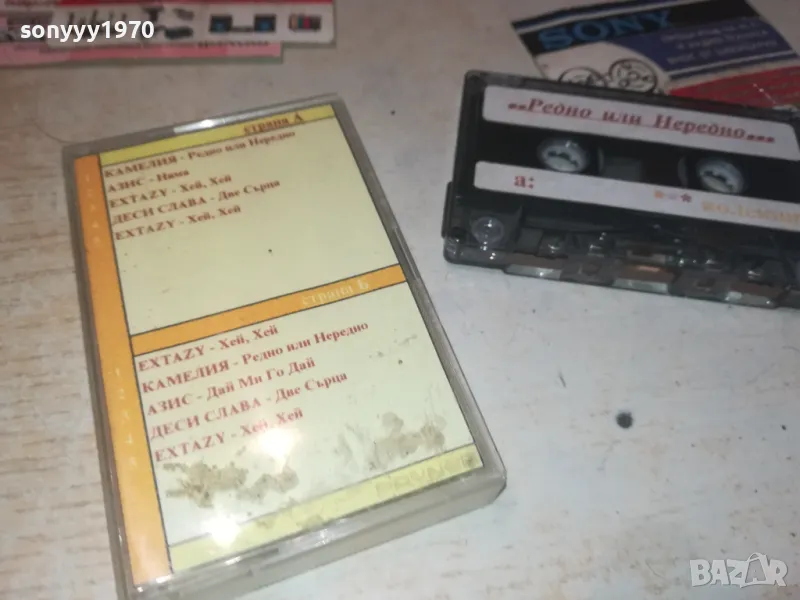 sonyyy1970
SONY
страна А
КАМЕЛИЯ - Редно или Нередно
АЗИС - Няма
EXTAZY - Хей, Хей
ДЕСИ СЛАВА - Две Сърца
EXTAZY - Хей, Хей
страна Б
EXTAZY - Хей, Хей
КАМЕЛИЯ - Редно или Нередно
АЗИС - Дай Ми Го Дай
ДЕСИ СЛАВА - Две Сърца
EXTAZY - Хей, Хей
PAYNER
Редно или Нередно
a:
BAZAR